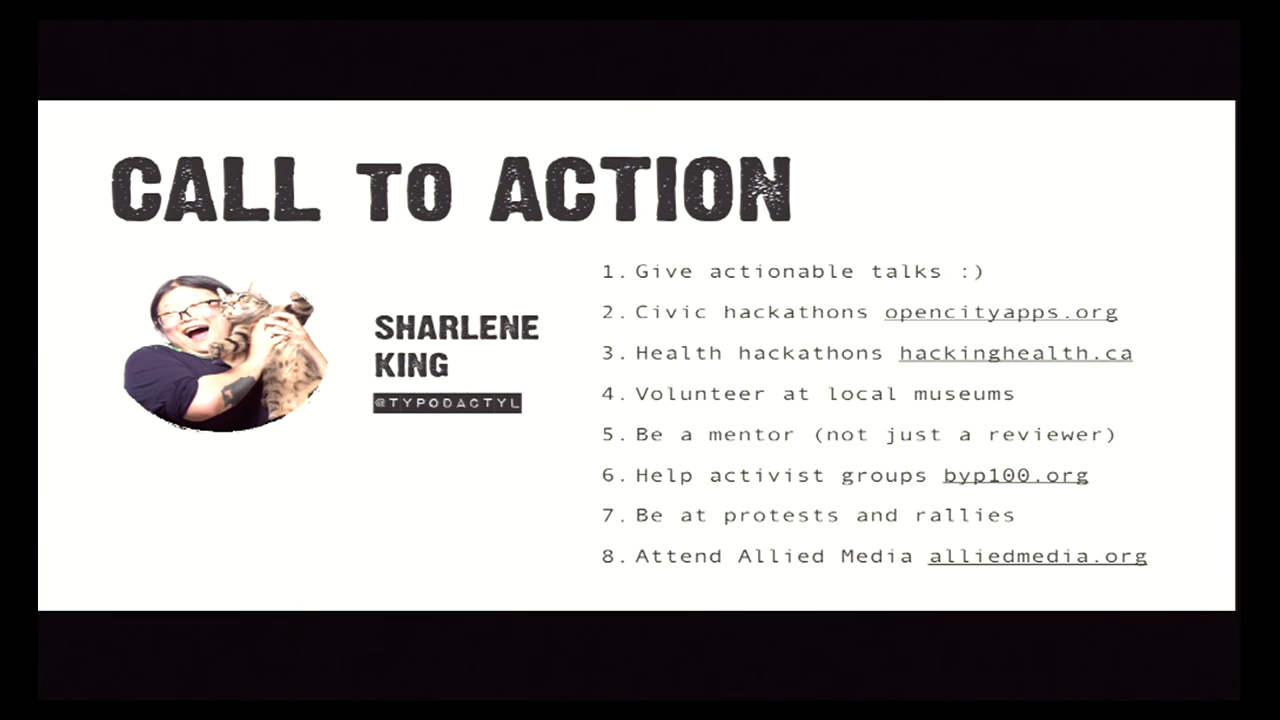 CALL TO ACTION
SHARLENE
KING
@TYPODACTYL
1. Give actionable talks :)
2. Civic hackathons opencityapps.org
3. Health hackathons hackinghealth.ca
4. Volunteer at local museums
5. Be a mentor (not just a reviewer)
6. Help activist groups byp100.org
7. Be at protests and rallies
8. Attend Allied Media alliedmedia.org